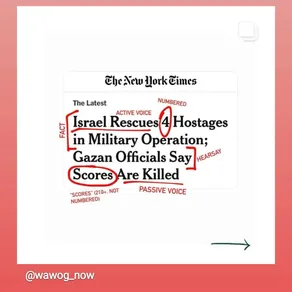 The New York Times
The Latest
ACTIVE VOICE
NUMBERED
FACT
Israel Rescues 4 Hostages
in Military Operation;
Gazan Officials Say
HEARSAY
Scores Are Killed
"SCORES" (210+, NOT
NUMBERED)
PASSIVE VOICE
@wawog_now